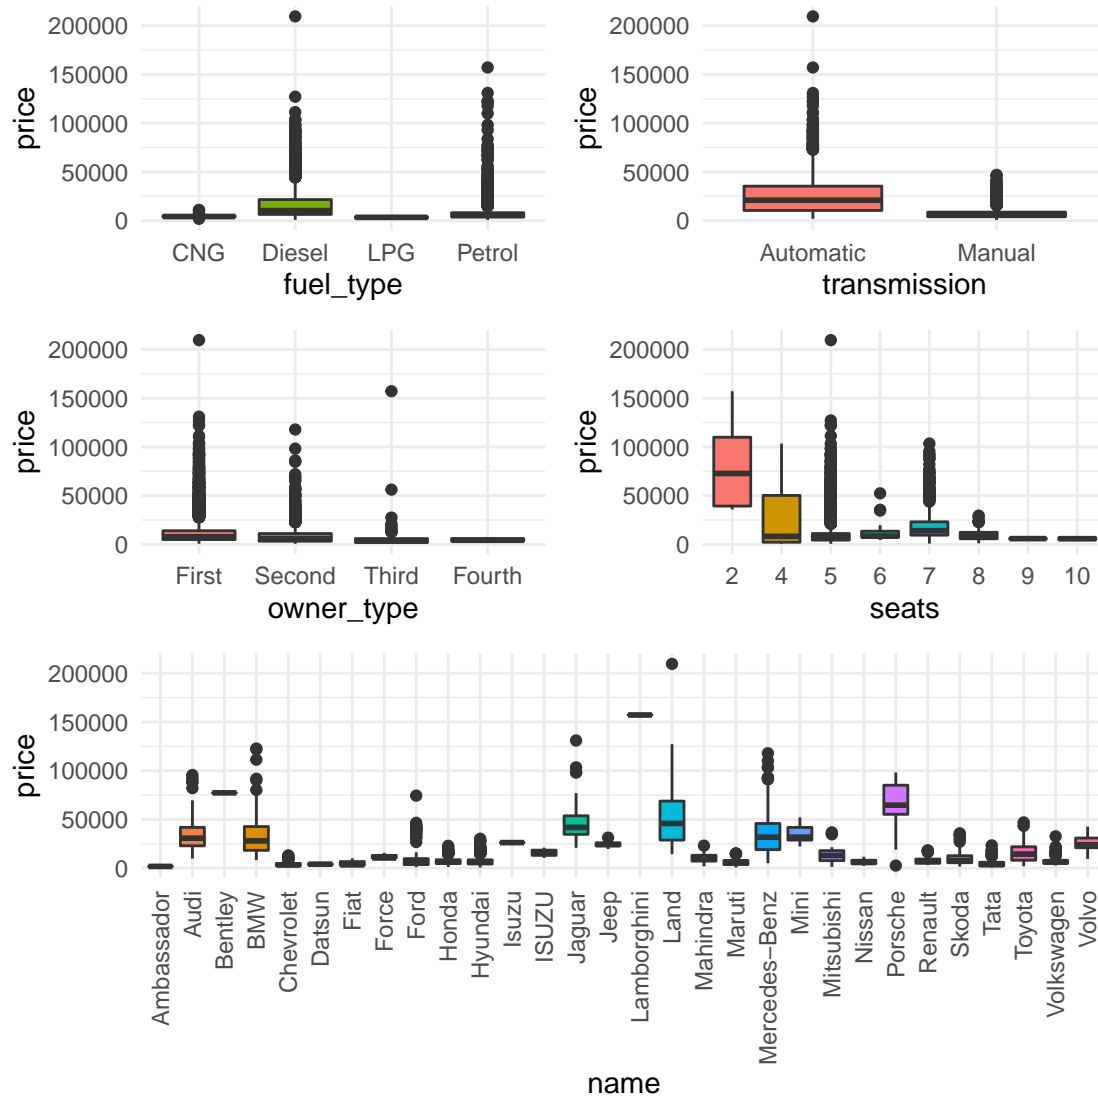 200000
150000
100000
50000
0
price
CNG Diesel LPG Petrol
fuel_type
200000
150000
100000
50000
0
price
Automatic Manual
transmission
200000
150000
100000
50000
0
price
First Second Third Fourth
owner_type
200000
150000
100000
50000
0
price
2 4 5 6 7 8 9 10
seats
200000
150000
100000
50000
0
price
Ambassador
Audi
Bentley
BMW
Chevrolet
Datsun
Fiat
Force
Ford
Honda
Hyundai
Isuzu
ISUZU
Jaguar
Jeep
Lamborghini
Land
Mahindra
Maruti
Mercedes−Benz
Mini
Mitsubishi
Nissan
Porsche
Renault
Skoda
Tata
Toyota
Volkswagen
Volvo
name